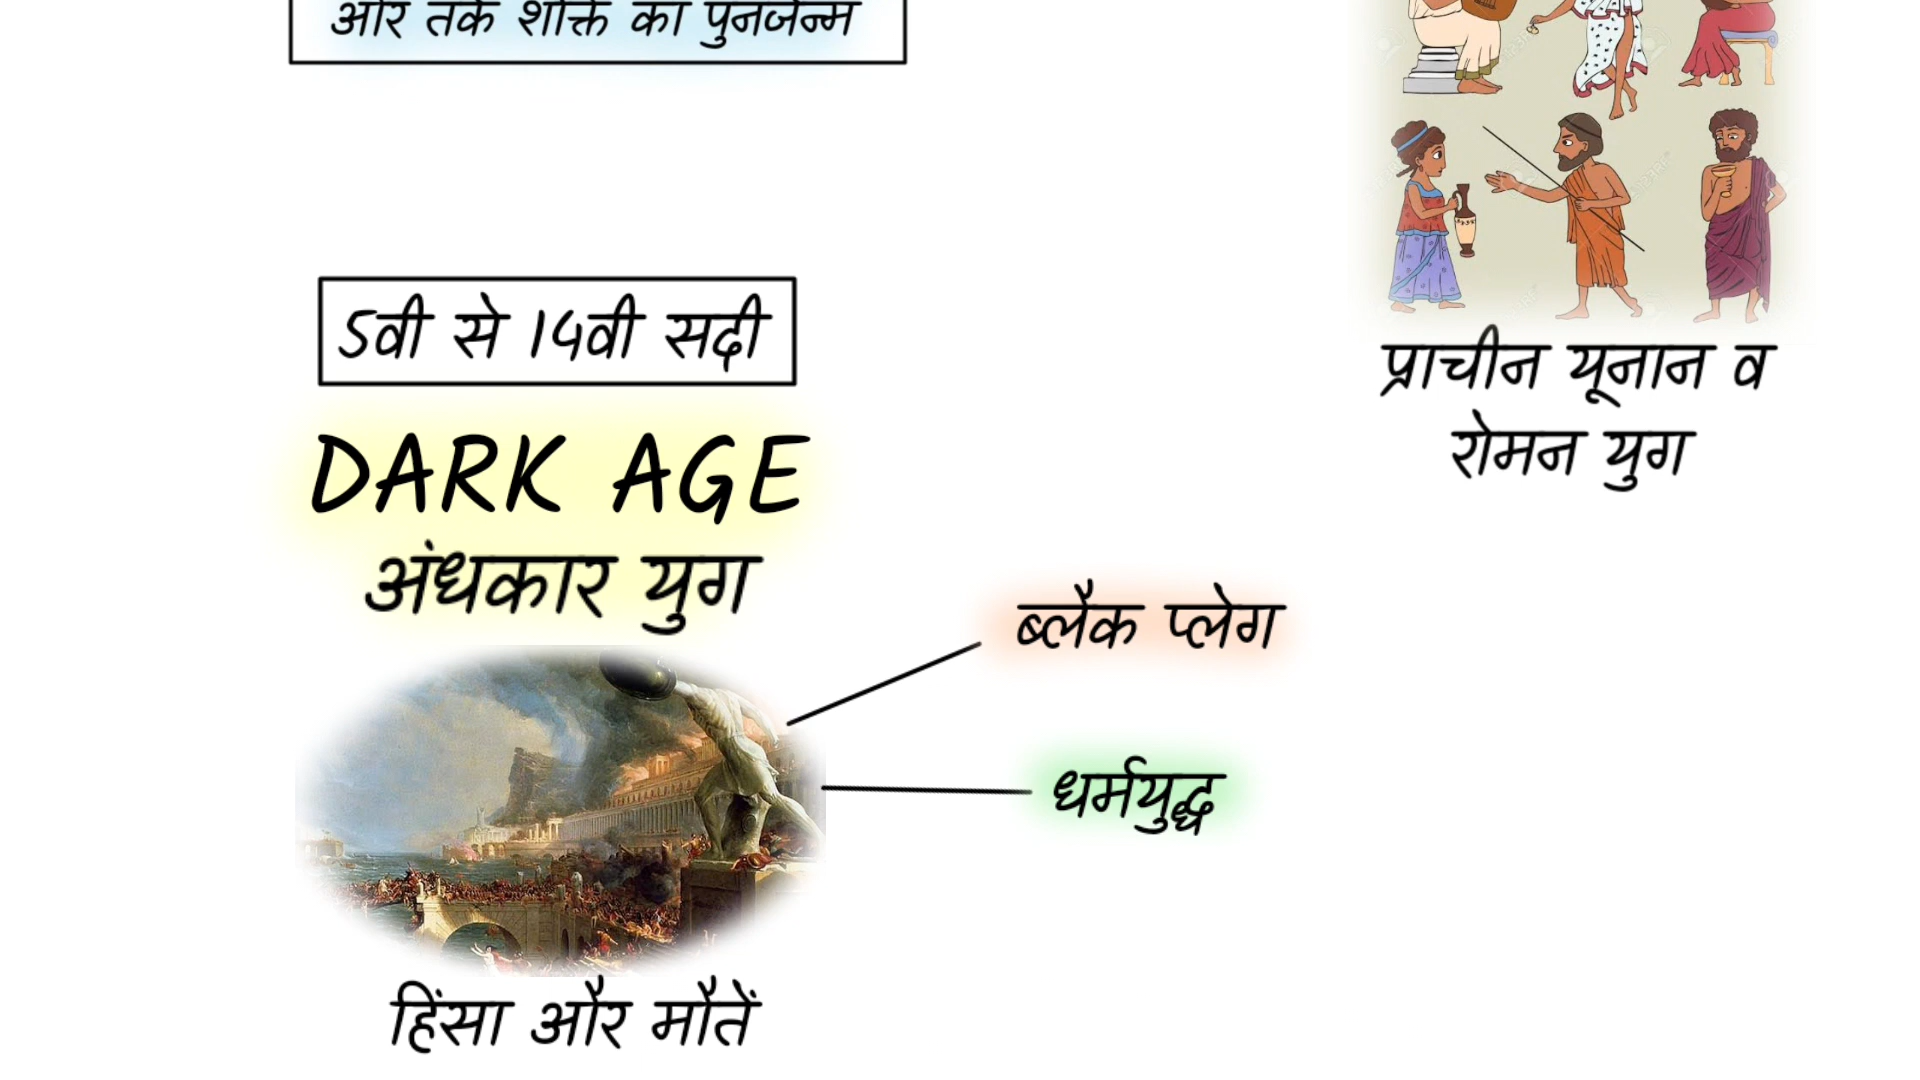 और तर्क शक्ति का पुनर्जन्म
5वी से 14वी सदी
DARK AGE
अंधकार युग
हिंसा और मौतें
ब्लैक प्लेग
धर्मयुद्ध
प्राचीन यूनान व
रोमन युग